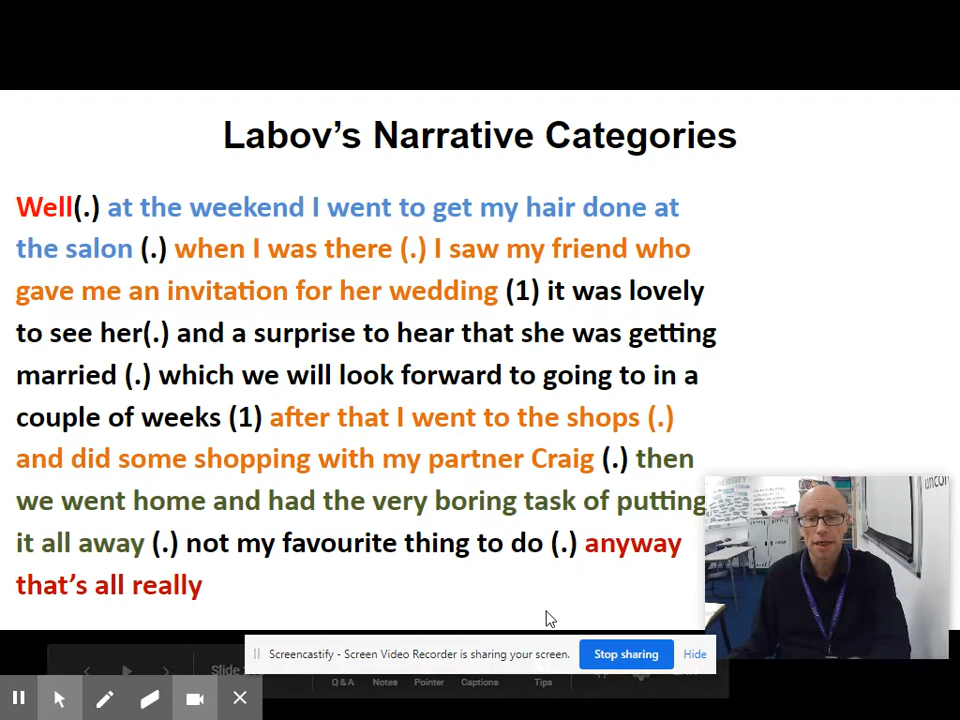 Labov's Narrative Categories
Well(.) at the weekend I went to get my hair done at
the salon (.) when I was there (.) I saw my friend who
gave me an invitation for her wedding (1) it was lovely
to see her(.) and a surprise to hear that she was getting
married (.) which we will look forward to going to in a
couple of weeks (1) after that I went to the shops (.)
and did some shopping with my partner Craig (.) then
we went home and had the very boring task of putting
it all away (.) not my favourite thing to do (.) anyway
that's all really
uncon
Screencastify - Screen Video Recorder is sharing your screen.
Stop sharing
Hide
Slide
Q & A
Notes
Pointer
Captions
Tips